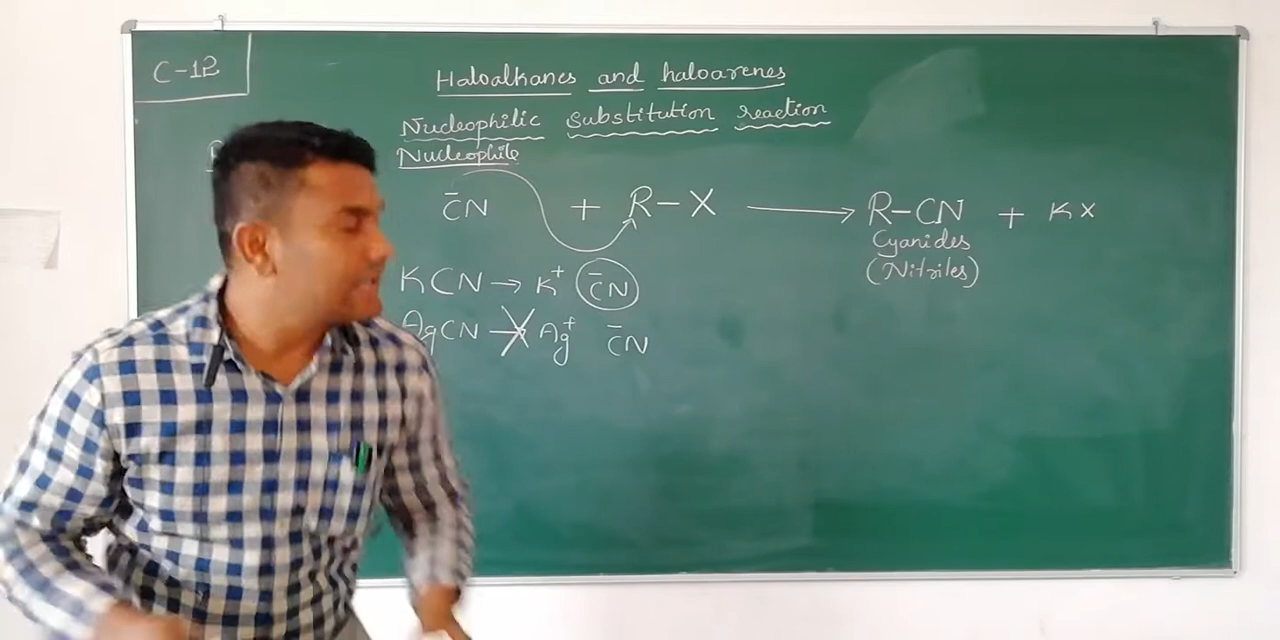 C-12
Haloalkanes and haloarenes
Nucleophilic substitution reaction
Nucleophile
C̄N + R-X ⟶ R-CN + KX
Cyanides
(Nitriles)
KCN → K⁺ C̄N
AgCN → Ag⁺ C̄N